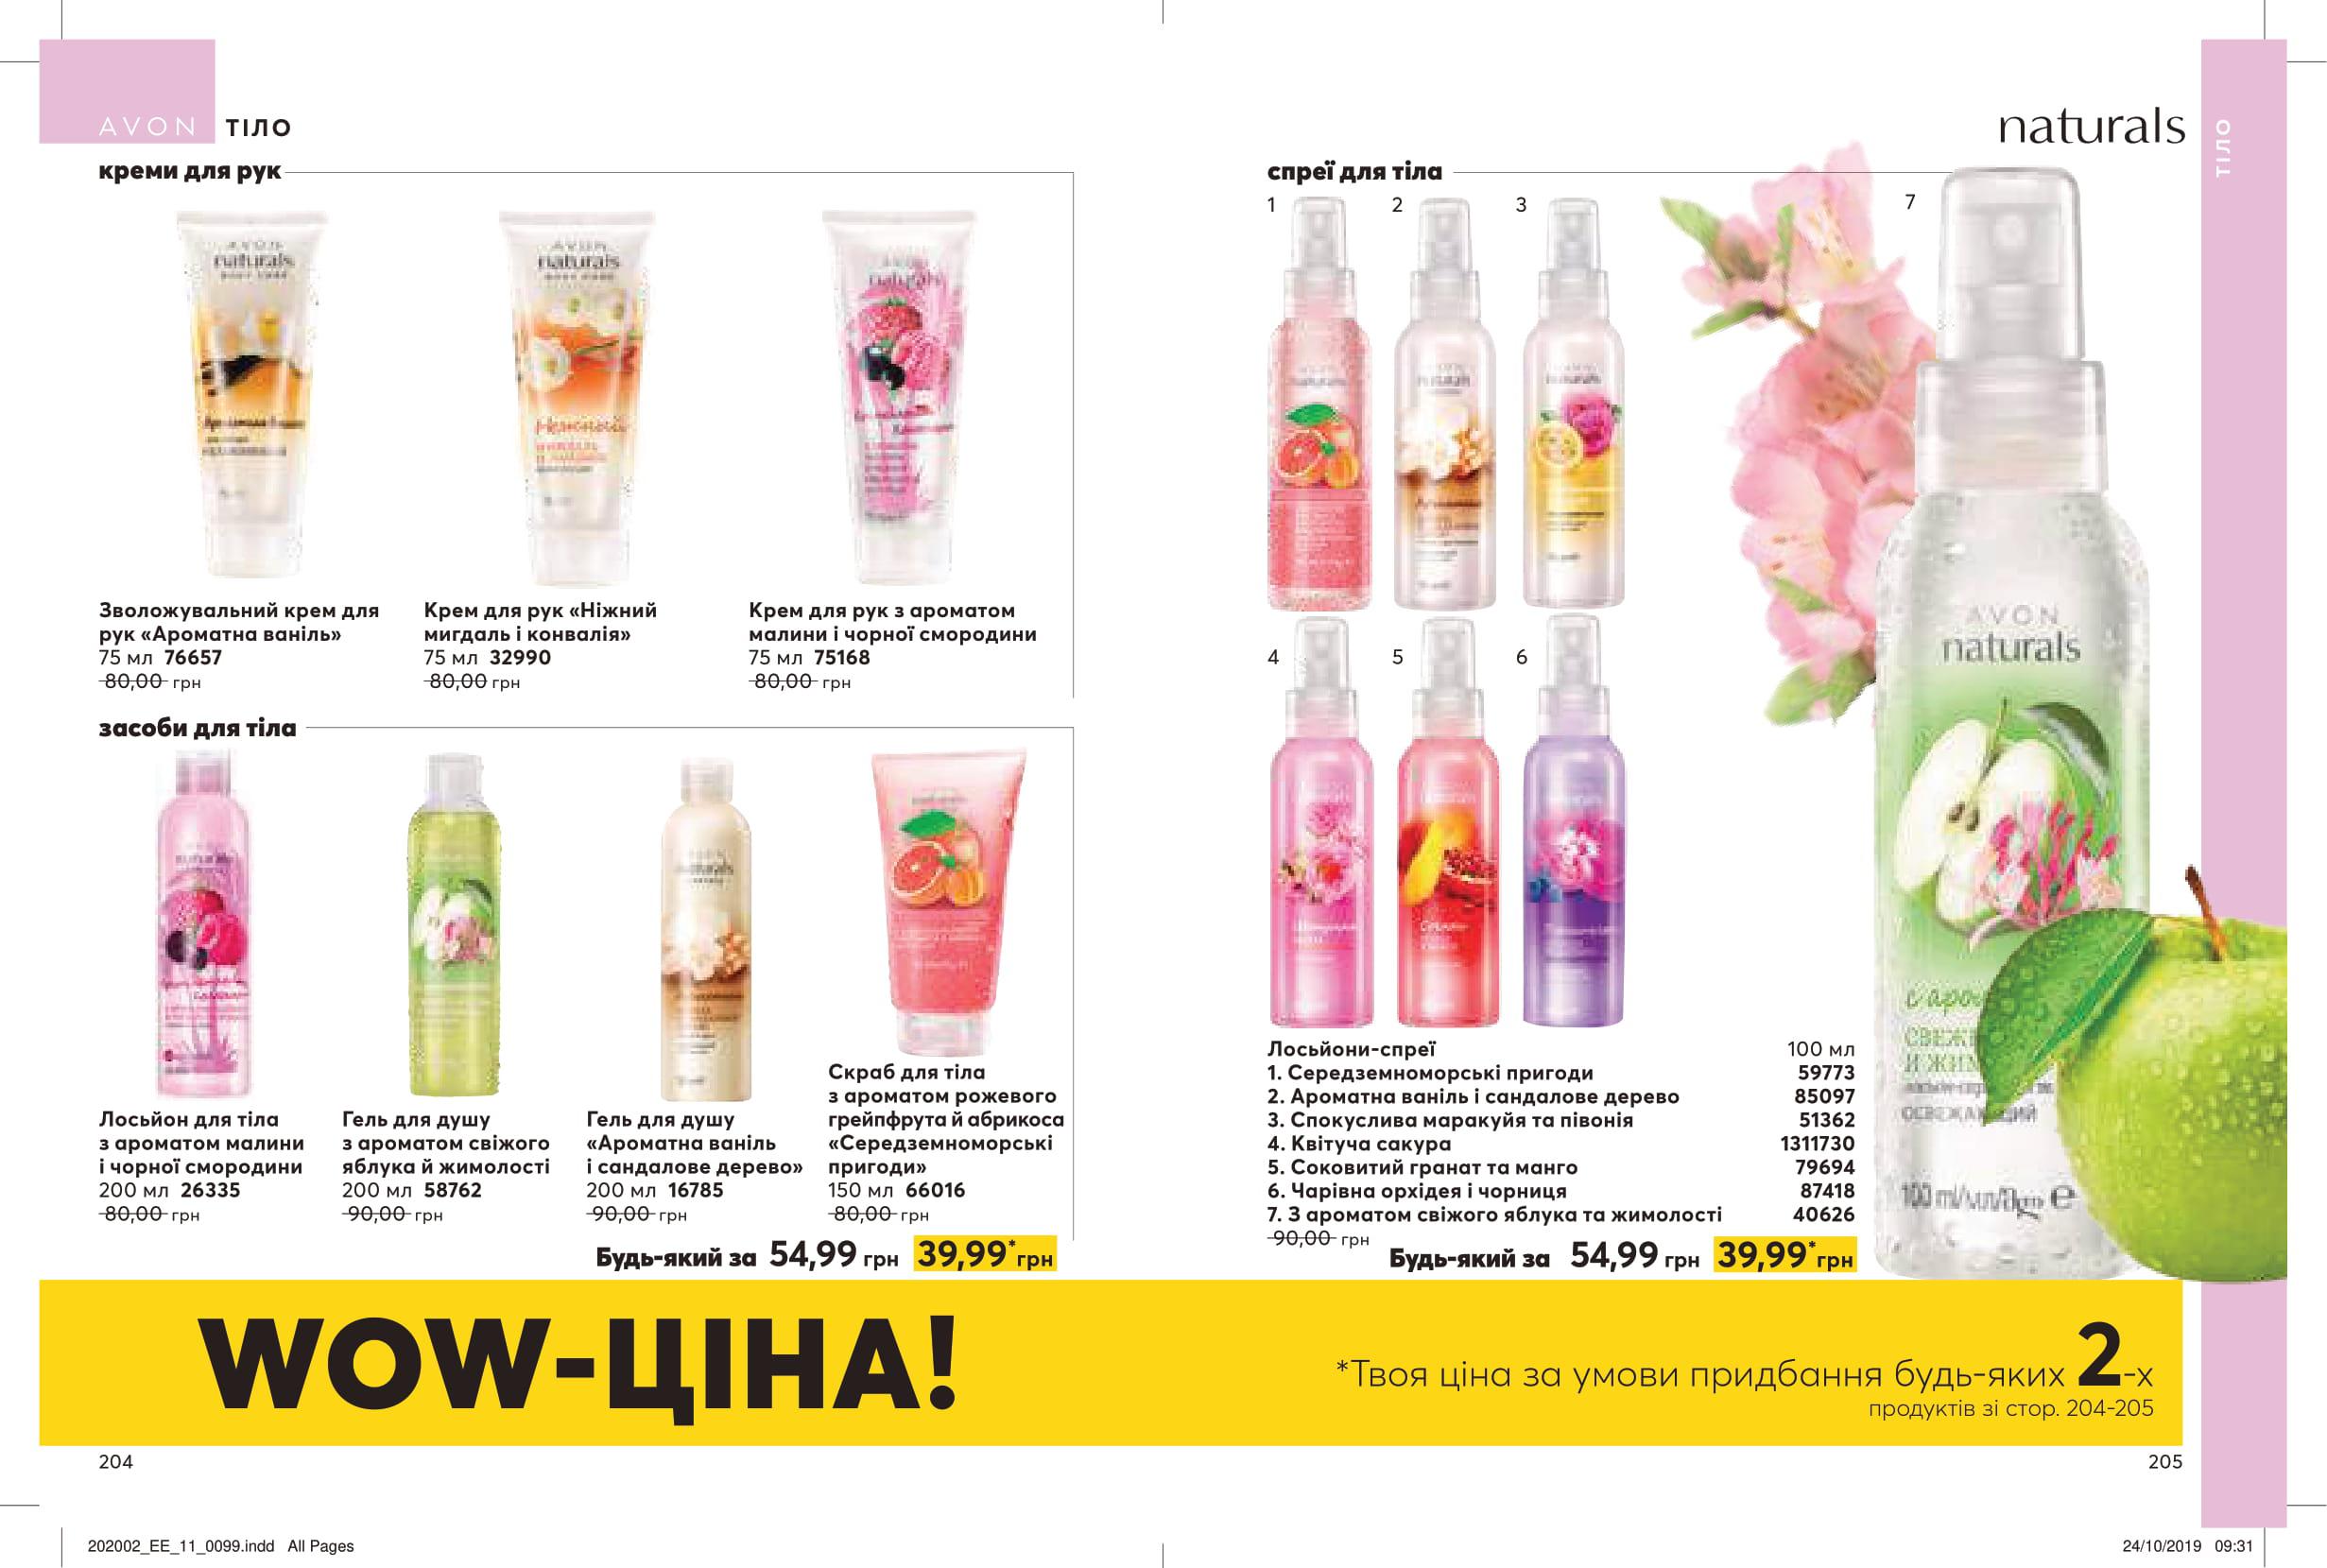 AVON ТІЛО
креми для рук
AVON
naturals
AVON
naturals
naturals
Зволожувальний крем для
рук «Ароматна ваніль»
75 мл 76657
80,00 грн
Крем для рук «Ніжний
мигдаль і конвалія»
75 мл 32990
80,00 грн
Крем для рук з ароматом
малини і чорної смородини
75 мл 75168
80,00 грн
засоби для тіла
Лосьйон для тіла
з ароматом малини
і чорної смородини
200 мл 26335
80,00 грн
Гель для душу
з ароматом свіжого
яблука й жимолості
200 мл 58762
90,00 грн
Гель для душу
«Ароматна ваніль
і сандалове дерево»
200 мл 16785
90,00 грн
Скраб для тіла
з ароматом рожевого
грейпфрута й абрикоса
«Середземноморські
пригоди»
150 мл 66016
80,00 грн
Будь-який за 54,99 грн 39,99* грн
naturals
ТІЛО
спреї для тіла
1
2
3
4
5
6
7
AVON
naturals
Лосьйони-спреї 100 мл
1. Середземноморські пригоди 59773
2. Ароматна ваніль і сандалове дерево 85097
3. Спокуслива маракуйя та півонія 51362
4. Квітуча сакура 1311730
5. Соковитий гранат та манго 79694
6. Чарівна орхідея і чорниця 87418
7. З ароматом свіжого яблука та жимолості 40626
90,00 грн
Будь-який за 54,99 грн 39,99* грн
WOW-ЦІНА!
*Твоя ціна за умови придбання будь-яких 2-х
продуктів зі стор. 204-205
204
205
202002_EE_11_0099.indd All Pages
24/10/2019 09:31